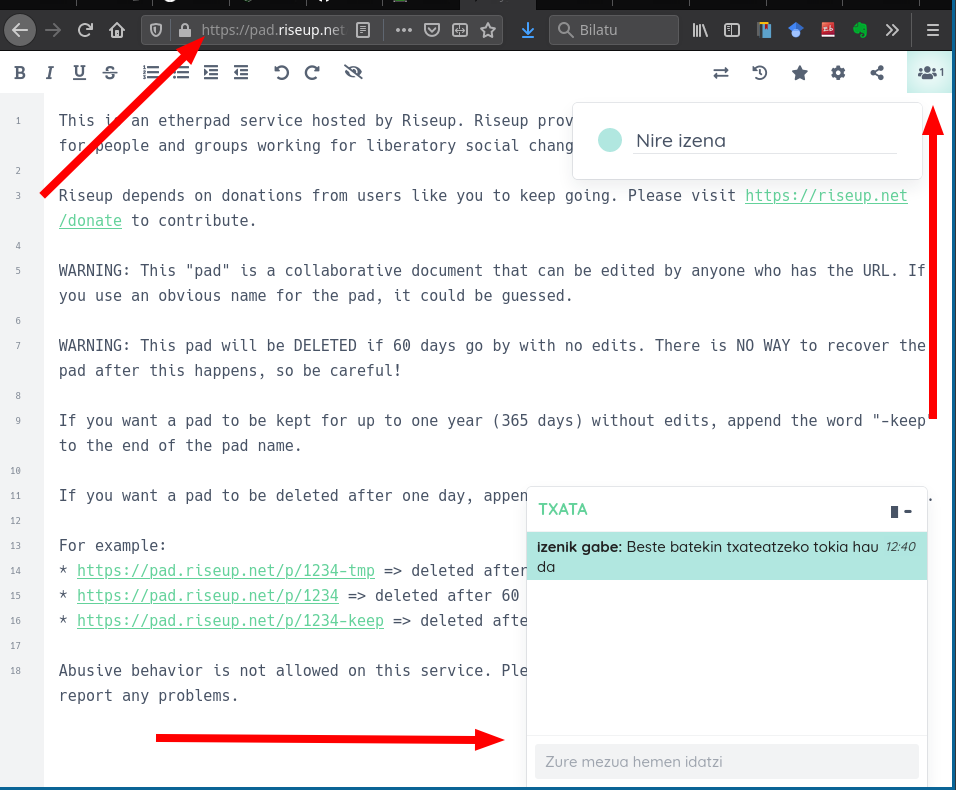 https://pad.riseup.net
Bilatu
1
Nire izena
1 This is an etherpad service hosted by Riseup. Riseup prov
for people and groups working for liberatory social chang
2
3 Riseup depends on donations from users like you to keep going. Please visit https://riseup.net
/donate to contribute.
4
5 WARNING: This "pad" is a collaborative document that can be edited by anyone who has the URL. If
you use an obvious name for the pad, it could be guessed.
6
7 WARNING: This pad will be DELETED if 60 days go by with no edits. There is NO WAY to recover the
pad after this happens, so be careful!
8
9 If you want a pad to be kept for up to one year (365 days) without edits, append the word "-keep"
to the end of the pad name.
10
11 If you want a pad to be deleted after one day, appen
12
13 For example:
14 * https://pad.riseup.net/p/1234-tmp => deleted after
15 * https://pad.riseup.net/p/1234 => deleted after 60
16 * https://pad.riseup.net/p/1234-keep => deleted afte
17
18 Abusive behavior is not allowed on this service. Ple
report any problems.
TXATA
izenik gabe: Beste batekin txateatzeko tokia hau 12:40
da
Zure mezua hemen idatzi